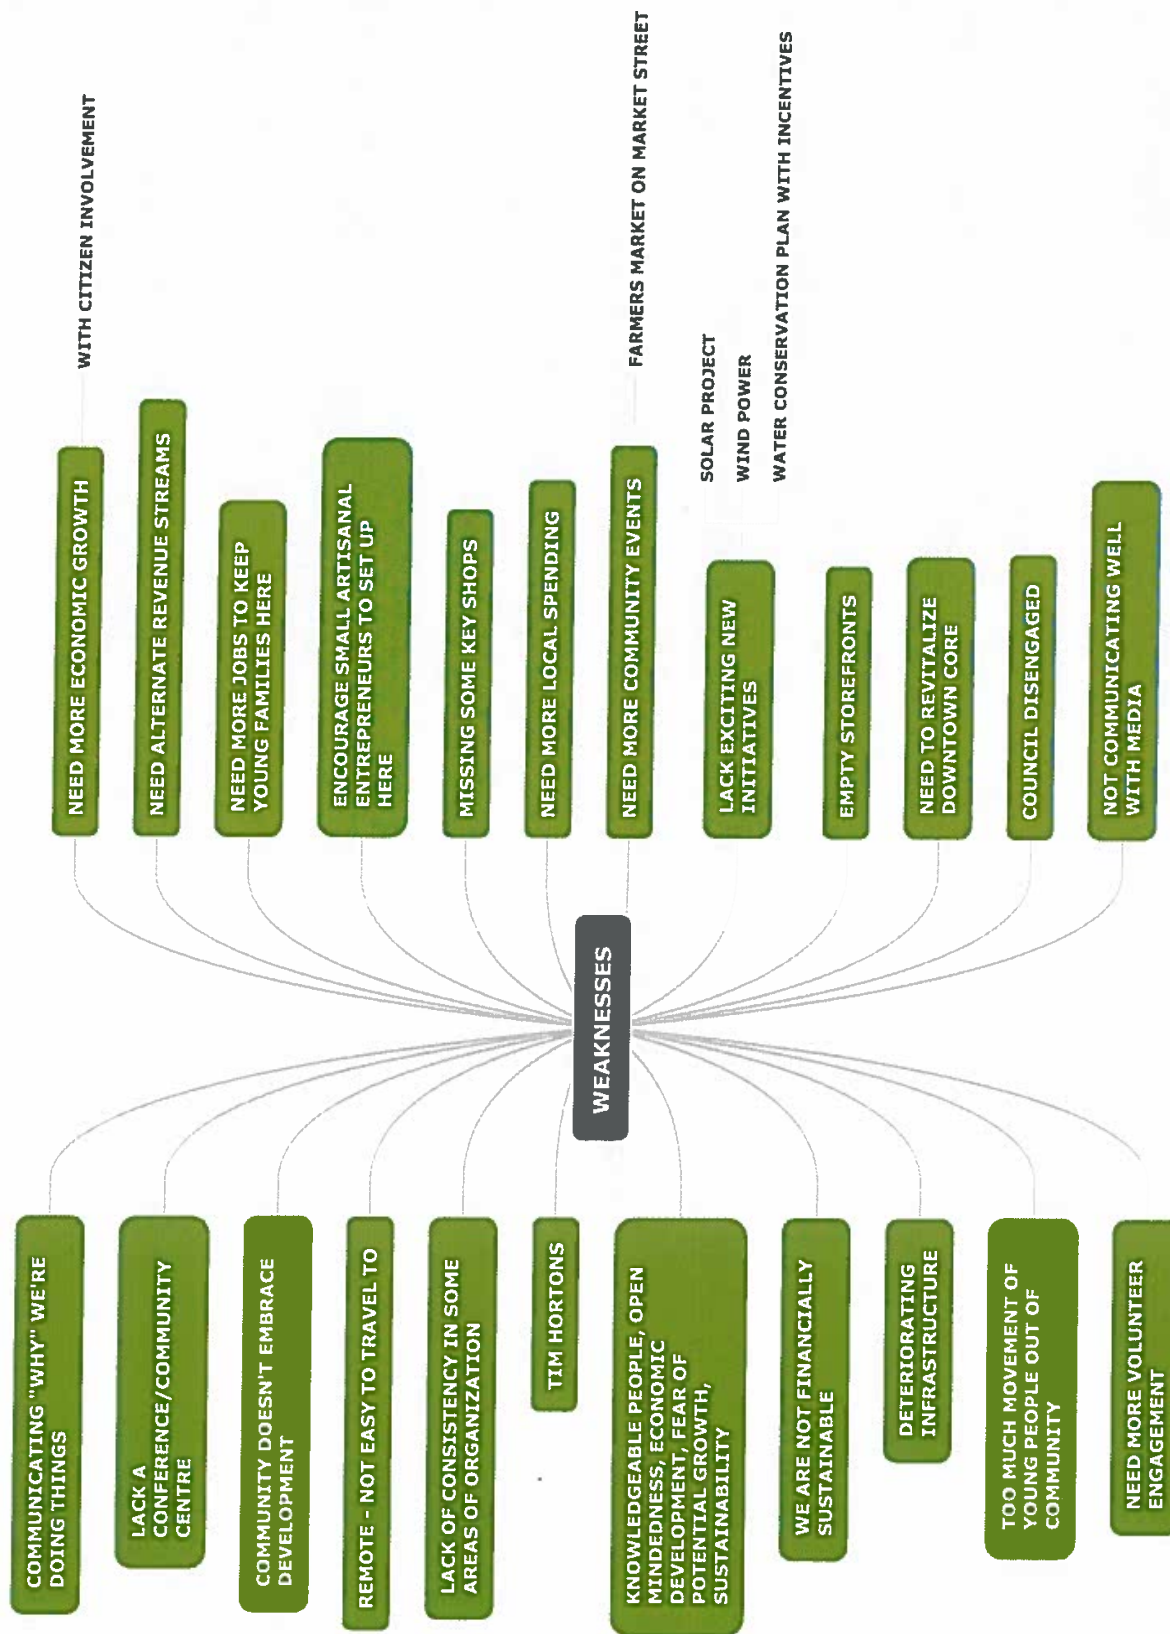 COMMUNICATING "WHY" WE'RE
DOING THINGS
LACK A
CONFERENCE/COMMUNITY
CENTRE
COMMUNITY DOESN'T EMBRACE
DEVELOPMENT
REMOTE - NOT EASY TO TRAVEL TO
LACK OF CONSISTENCY IN SOME
AREAS OF ORGANIZATION
TIM HORTONS
KNOWLEDGEABLE PEOPLE, OPEN
MINDEDNESS, ECONOMIC
DEVELOPMENT, FEAR OF
POTENTIAL GROWTH,
SUSTAINABILITY
WE ARE NOT FINANCIALLY
SUSTAINABLE
DETERIORATING
INFRASTRUCTURE
TOO MUCH MOVEMENT OF
YOUNG PEOPLE OUT OF
COMMUNITY
NEED MORE VOLUNTEER
ENGAGEMENT
WEAKNESSES
NEED MORE ECONOMIC GROWTH
WITH CITIZEN INVOLVEMENT
NEED ALTERNATE REVENUE STREAMS
NEED MORE JOBS TO KEEP
YOUNG FAMILIES HERE
ENCOURAGE SMALL ARTISANAL
ENTREPRENEURS TO SET UP
HERE
MISSING SOME KEY SHOPS
NEED MORE LOCAL SPENDING
NEED MORE COMMUNITY EVENTS
FARMERS MARKET ON MARKET STREET
LACK EXCITING NEW
INITIATIVES
SOLAR PROJECT
WIND POWER
WATER CONSERVATION PLAN WITH INCENTIVES
EMPTY STOREFRONTS
NEED TO REVITALIZE
DOWNTOWN CORE
COUNCIL DISENGAGED
NOT COMMUNICATING WELL
WITH MEDIA